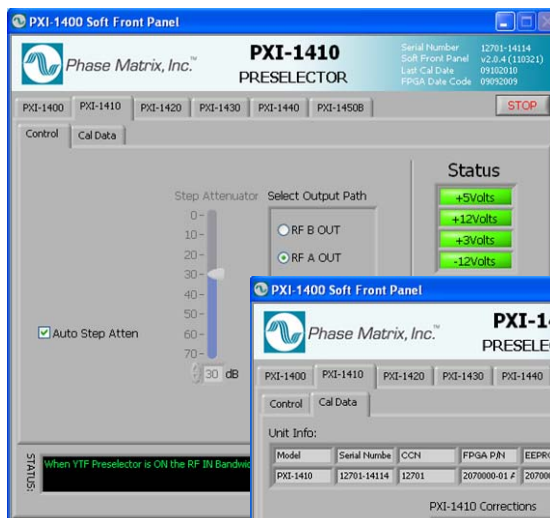 PXI-1400 Soft Front Panel
Phase Matrix, Inc.™
PXI-1410
PRESELECTOR
Serial Number 12701-14114
Soft Front Panel v2.0.4 (110321)
Last Cal Date 09102010
FPGA Date Code 09092009
PXI-1400 PXI-1410 PXI-1420 PXI-1430 PXI-1440 PXI-1450B
STOP
Control Cal Data
Step Attenuator
0-
10-
20-
30-
40-
50-
60-
70-
30 dB
Auto Step Atten
Select Output Path
RF B OUT
RF A OUT
Status
+5Volts
+12Volts
+3Volts
-12Volts
STATUS:
When YTF Preselector is ON the RF IN Bandwid
PXI-1400 Soft Front Panel
Phase Matrix, Inc.™
PXI-14
PRESELEC
PXI-1400 PXI-1410 PXI-1420 PXI-1430 PXI-1440
Control Cal Data
Unit Info:
Model Serial Numbe CCN FPGA P/N EEPRO
PXI-1410 12701-14114 12701 2070000-01 207000
PXI-1410 Corrections